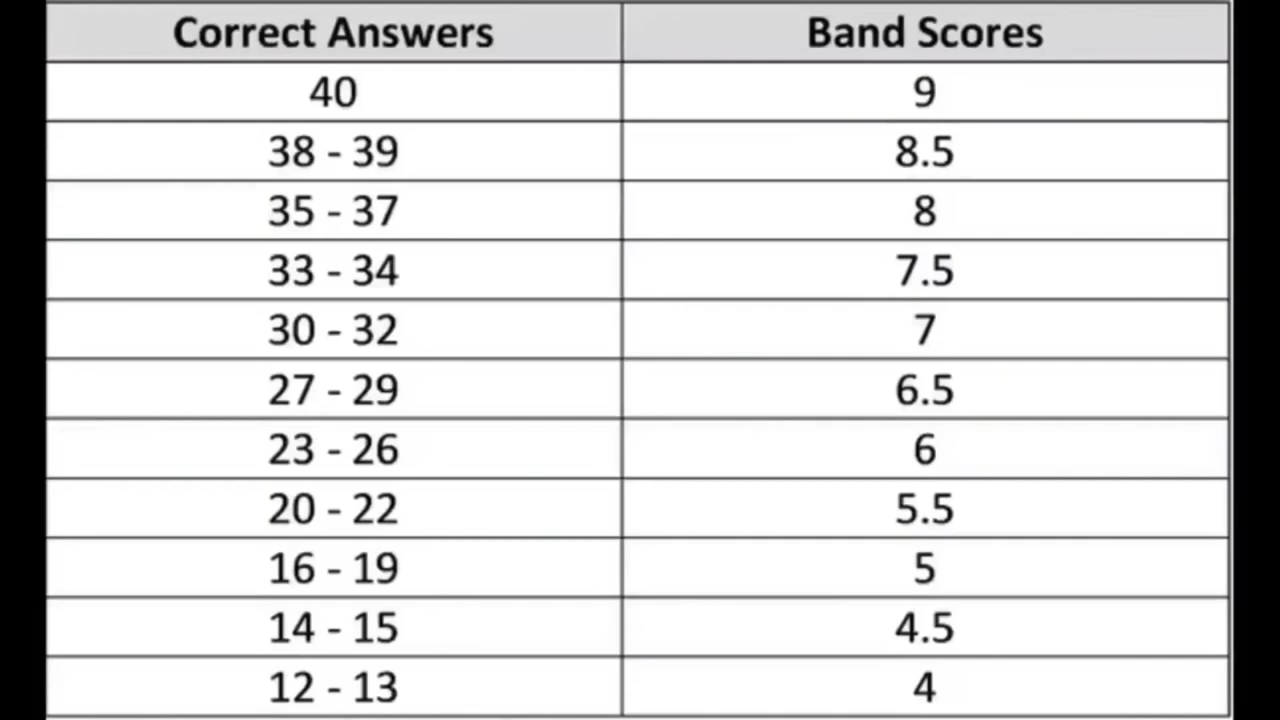 Correct Answers Band Scores
40 9
38 - 39 8.5
35 - 37 8
33 - 34 7.5
30 - 32 7
27 - 29 6.5
23 - 26 6
20 - 22 5.5
16 - 19 5
14 - 15 4.5
12 - 13 4